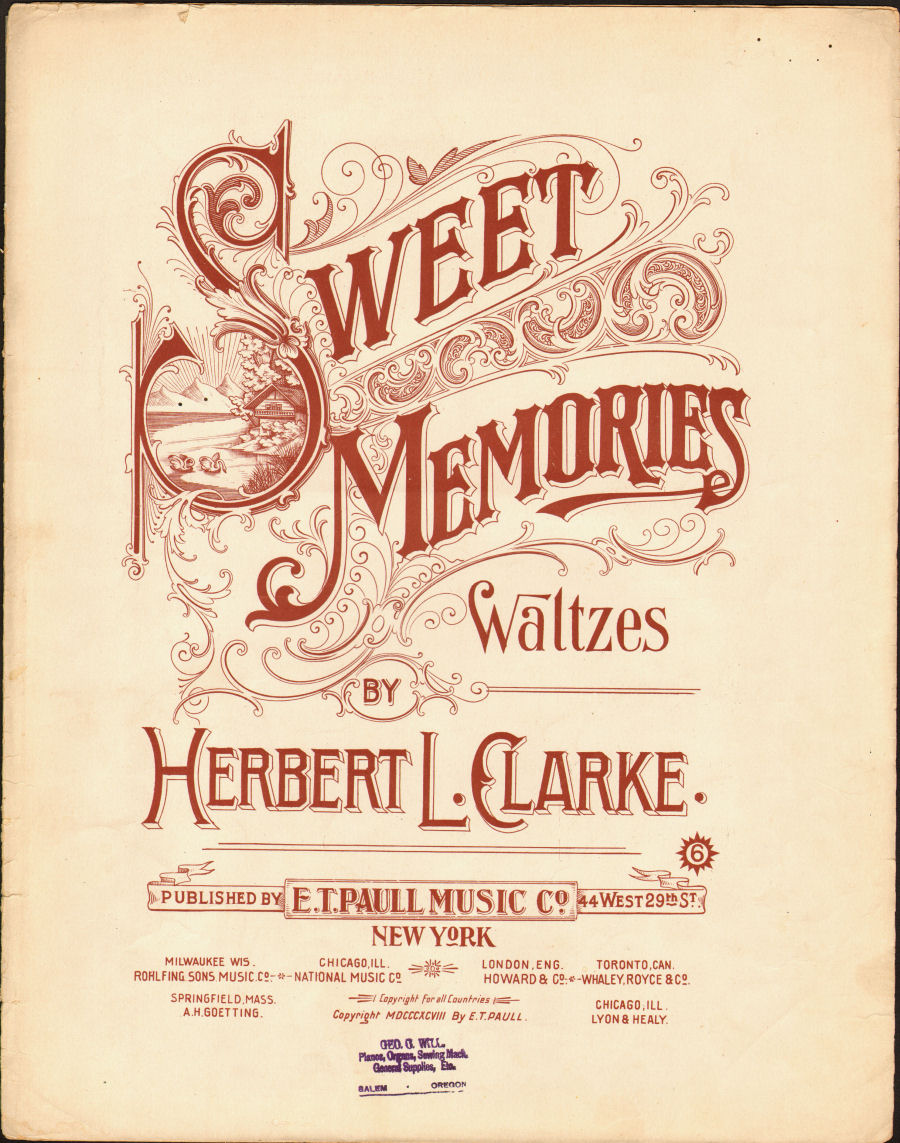 SWEET
MEMORIES
Waltzes
BY
HERBERT L. CLARKE.
6
PUBLISHED BY E.T. PAULL MUSIC Co 44 WEST 29th ST.
NEW YORK
MILWAUKEE WIS. CHICAGO, ILL. LONDON, ENG. TORONTO, CAN.
ROHLFING SONS. MUSIC. Co - NATIONAL MUSIC Co HOWARD & Co. - WHALEY, ROYCE & Co.
SPRINGFIELD, MASS. Copyright for all Countries CHICAGO, ILL.
A.H. GOETTING. Copyright MDCCCXCVIII By E.T. PAULL. LYON & HEALY.
GEO. C. WILL.
Pianos, Organs, Sewing Mach.
General Supplies, Etc.
SALEM . OREGON